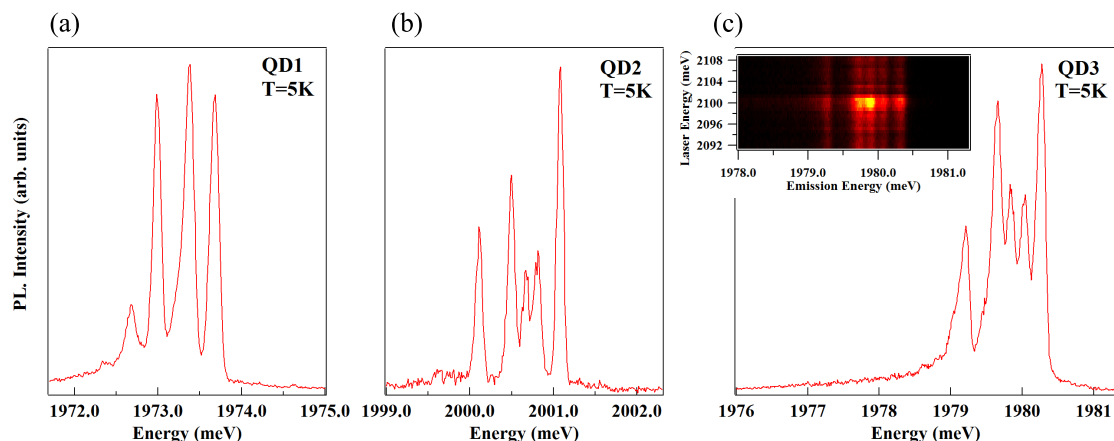 (a)
(b)
(c)
QD1
T=5K
QD2
T=5K
QD3
T=5K
PL. Intensity (arb. units)
Laser Energy (meV)
2108
2104
2100
2096
2092
1978.0 1979.0 1980.0 1981.0
Emission Energy (meV)
1972.0 1973.0 1974.0 1975.0
Energy (meV)
1999.0 2000.0 2001.0 2002.0
Energy (meV)
1976 1977 1978 1979 1980 1981
Energy (meV)